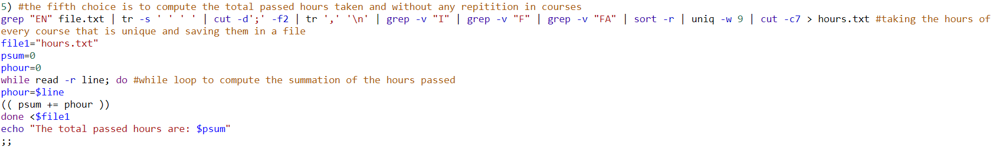 5) #the fifth choice is to compute the total passed hours taken and without any repitition in courses
grep "EN" file.txt | tr -s ' ' ' ' | cut -d';' -f2 | tr ',' '\n' | grep -v "I" | grep -v "F" | grep -v "FA" | sort -r | uniq -w 9 | cut -c7 > hours.txt #taking the hours of
every course that is unique and saving them in a file
file1="hours.txt"
psum=0
phour=0
while read -r line; do #while loop to compute the summation of the hours passed
phour=$line
(( psum += phour ))
done <$file1
echo "The total passed hours are: $psum"
;;